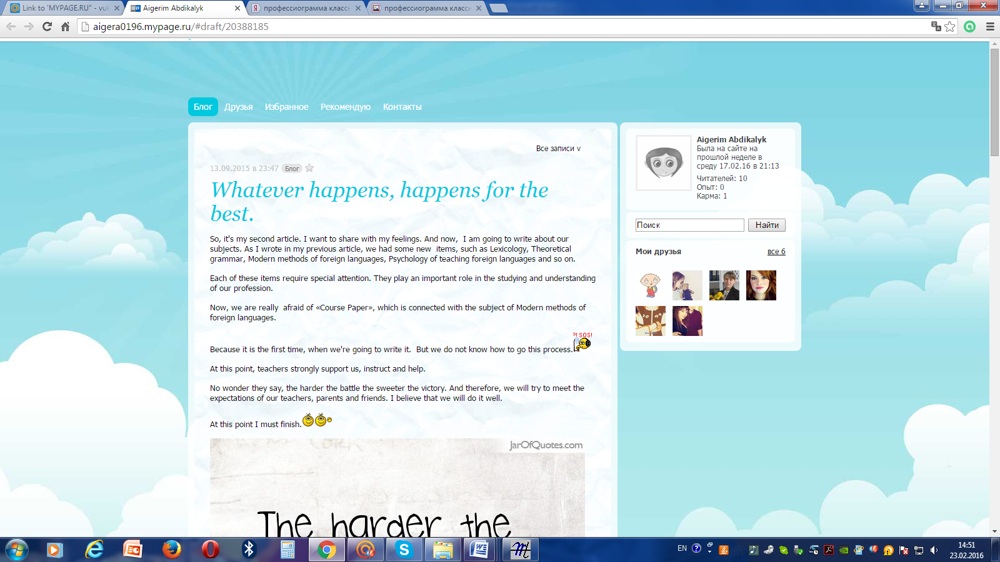 Link to 'MYPAGE.RU" - vuk
Aigerim Abdikalyk
профессиограмма классн
профессиограмма классн
aigera0196.mypage.ru/#draft/20388185
Блог Друзья Избранное Рекомендую Контакты
Все записи v
13.09.2015 в 23:47 Блог
Whatever happens, happens for the
best.
So, it's my second article. I want to share with my feelings. And now, I am going to write about our
subjects. As I wrote in my previous article, we had some new items, such as Lexicology, Theoretical
grammar, Modern methods of foreign languages, Psychology of teaching foreign languages and so on.
Each of these items require special attention. They play an important role in the studying and understanding
of our profession.
Now, we are really afraid of «Course Paper», which is connected with the subject of Modern methods of
foreign languages.
SOS!
Because it is the first time, when we're going to write it. But we do not know how to go this process.
At this point, teachers strongly support us, instruct and help.
No wonder they say, the harder the battle the sweeter the victory. And therefore, we will try to meet the
expectations of our teachers, parents and friends. I believe that we will do it well.
At this point I must finish.
JarOfQuotes.com
The harder the
Aigerim Abdikalyk
Была на сайте на
прошлой неделе в
среду 17.02.16 в 21:13
Читателей: 10
Опыт: 0
Карма: 1
Поиск Найти
Мои друзья все 6
EN
14:51
23.02.2016